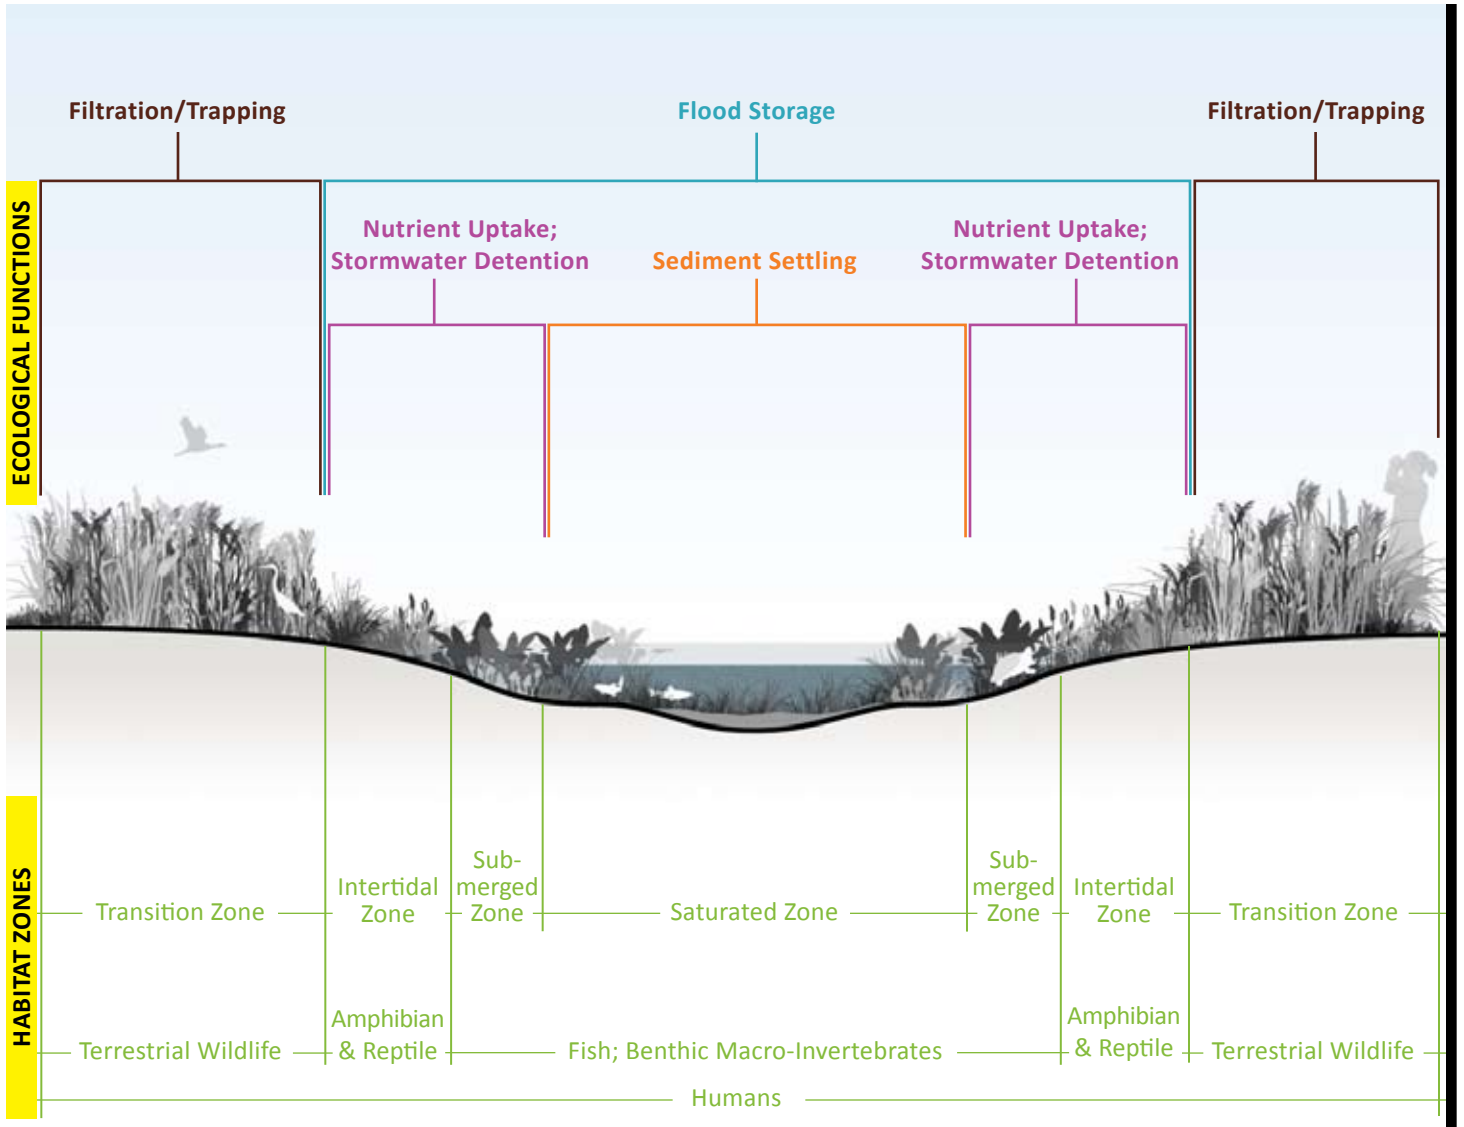 Filtration/Trapping
Flood Storage
Filtration/Trapping
ECOLOGICAL FUNCTIONS
Nutrient Uptake;
Stormwater Detention
Sediment Settling
Nutrient Uptake;
Stormwater Detention
HABITAT ZONES
Transition Zone
Intertidal
Zone
Sub-
merged
Zone
Saturated Zone
Sub-
merged
Zone
Intertidal
Zone
Transition Zone
Terrestrial Wildlife
Amphibian
& Reptile
Fish; Benthic Macro-Invertebrates
Amphibian
& Reptile
Terrestrial Wildlife
Humans